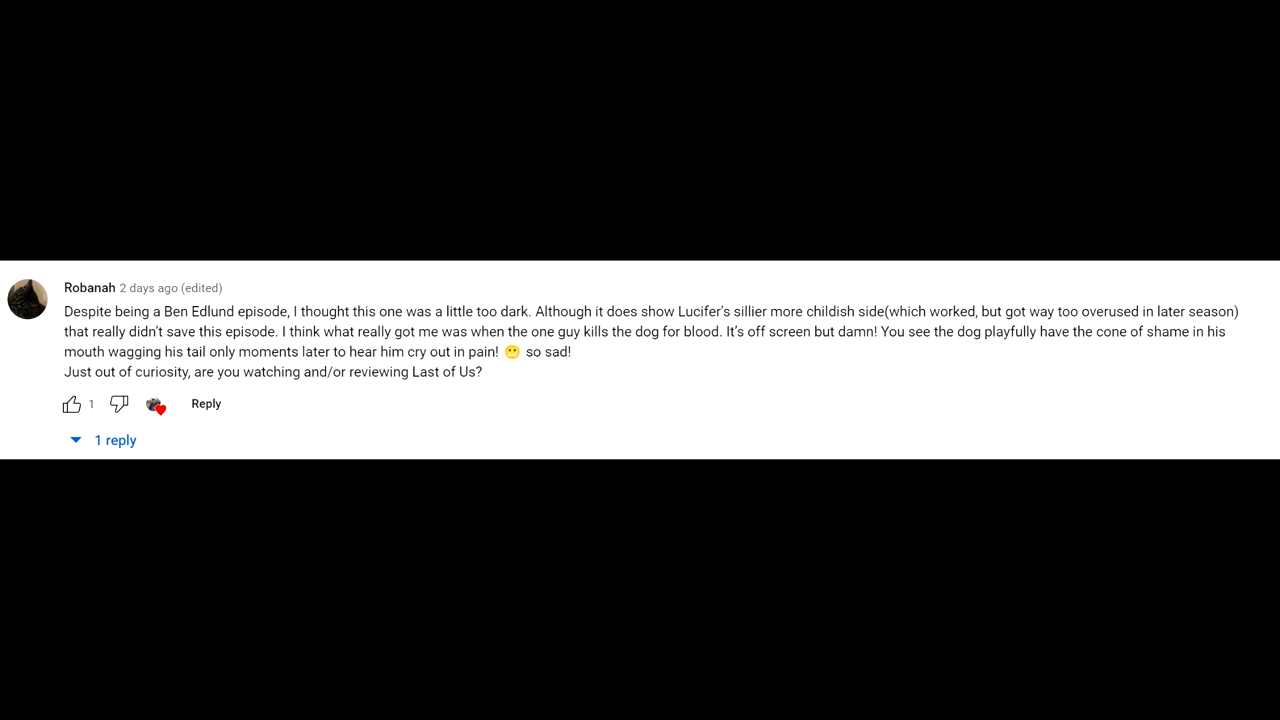 Robanah 2 days ago (edited)
Despite being a Ben Edlund episode, I thought this one was a little too dark. Although it does show Lucifer's sillier more childish side(which worked, but got way too overused in later season)
that really didn't save this episode. I think what really got me was when the one guy kills the dog for blood. It's off screen but damn! You see the dog playfully have the cone of shame in his
mouth wagging his tail only moments later to hear him cry out in pain! 😬 so sad!
Just out of curiosity, are you watching and/or reviewing Last of Us?
1 Reply
1 reply